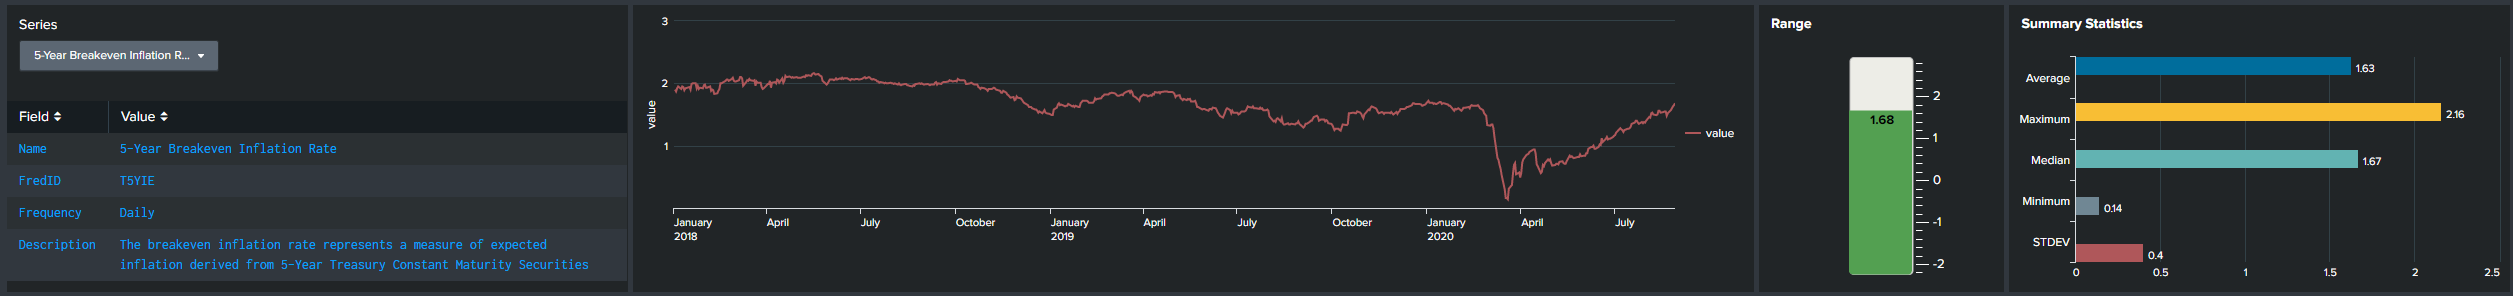 Series
5-Year Breakeven Inflation R...
Field Value
Name 5-Year Breakeven Inflation Rate
FredID T5YIE
Frequency Daily
Description The breakeven inflation rate represents a measure of expected
inflation derived from 5-Year Treasury Constant Maturity Securities
3
2
1
value
January April July October January April July October January April July
2018 2019 2020
value
Range
1.68
2
1
0
-1
-2
Summary Statistics
Average 1.63
Maximum 2.16
Median 1.67
Minimum 0.14
STDEV 0.4
0 0.5 1 1.5 2 2.5